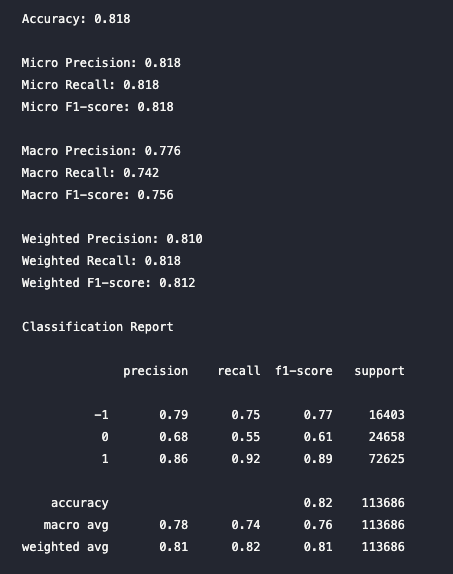 Accuracy: 0.818
Micro Precision: 0.818
Micro Recall: 0.818
Micro F1-score: 0.818
Macro Precision: 0.776
Macro Recall: 0.742
Macro F1-score: 0.756
Weighted Precision: 0.810
Weighted Recall: 0.818
Weighted F1-score: 0.812
Classification Report
precision recall f1-score support
-1 0.79 0.75 0.77 16403
0 0.68 0.55 0.61 24658
1 0.86 0.92 0.89 72625
accuracy 0.82 113686
macro avg 0.78 0.74 0.76 113686
weighted avg 0.81 0.82 0.81 113686